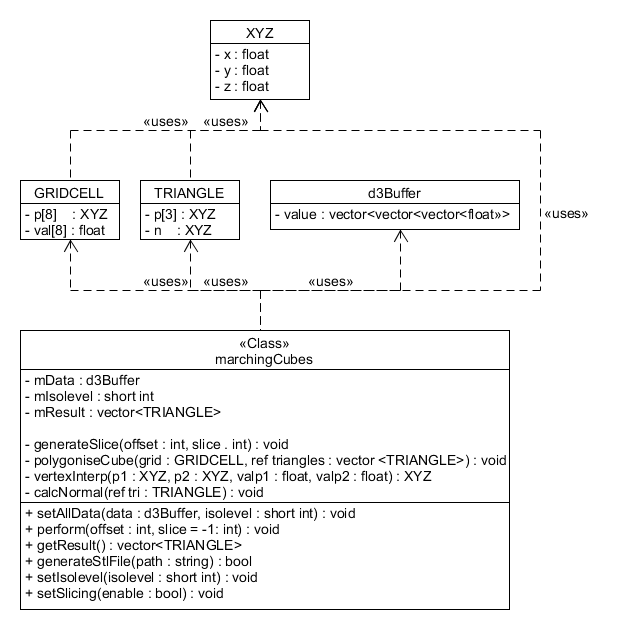 XYZ
- x : float
- y : float
- z : float
«uses» «uses»
GRIDCELL
- p[8] : XYZ
- val[8] : float
TRIANGLE
- p[3] : XYZ
- n : XYZ
d3Buffer
- value : vector<vector<vector<float»>
«uses»
«uses» «uses» «uses»
«Class»
marchingCubes
- mData : d3Buffer
- mIsolevel : short int
- mResult : vector<TRIANGLE>
- generateSlice(offset : int, slice . int) : void
- polygoniseCube(grid : GRIDCELL, ref triangles : vector <TRIANGLE>) : void
- vertexInterp(p1 : XYZ, p2 : XYZ, valp1 : float, valp2 : float) : XYZ
- calcNormal(ref tri : TRIANGLE) : void
+ setAllData(data : d3Buffer, isolevel : short int) : void
+ perform(offset : int, slice = -1: int) : void
+ getResult() : vector<TRIANGLE>
+ generateStlFile(path : string) : bool
+ setIsolevel(isolevel : short int) : void
+ setSlicing(enable : bool) : void